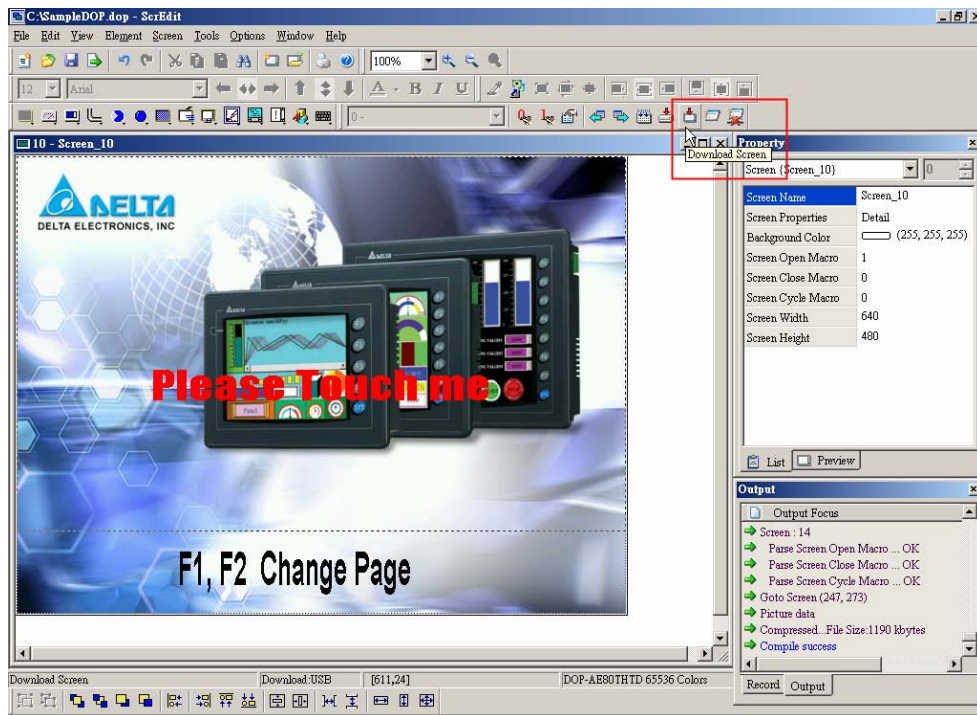 C:\SampleDOP.dop - ScrEdit
File Edit View Element Screen Tools Options Window Help
100%
12 Arial A - B I U
0 -
Download Screen
10 - Screen_10
DELTA
DELTA ELECTRONICS, INC
Please Touch me
F1, F2 Change Page
Property
Screen {Screen_10} 0
Screen Name Screen_10
Screen Properties Detail
Background Color (255, 255, 255)
Screen Open Macro 1
Screen Close Macro 0
Screen Cycle Macro 0
Screen Width 640
Screen Height 480
List Preview
Output
Output Focus
Screen : 14
Parse Screen Open Macro ... OK
Parse Screen Close Macro ... OK
Parse Screen Cycle Macro ... OK
Goto Screen (247, 273)
Picture data
Compressed...File Size:1190 kbytes
Compile success
Record Output
Download Screen Download:USB [611,24] DOP-AE80THTD 65536 Colors